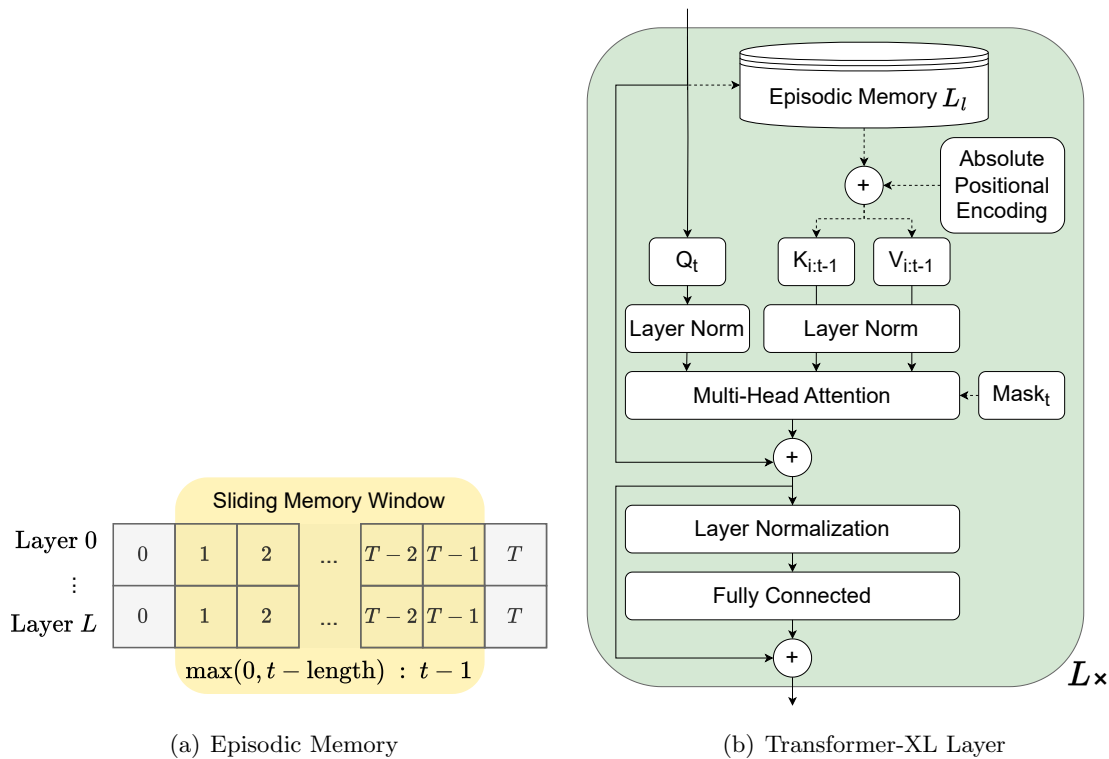 Sliding Memory Window
Layer 0
0 1 2 ... T − 2 T − 1 T
⋮
Layer L
0 1 2 ... T − 2 T − 1 T
max(0, t − length) : t − 1
(a) Episodic Memory
Episodic Memory L_l
+
Absolute
Positional
Encoding
Q_t K_{i:t-1} V_{i:t-1}
Layer Norm Layer Norm
Multi-Head Attention Mask_t
+
Layer Normalization
Fully Connected
+
L×
(b) Transformer-XL Layer